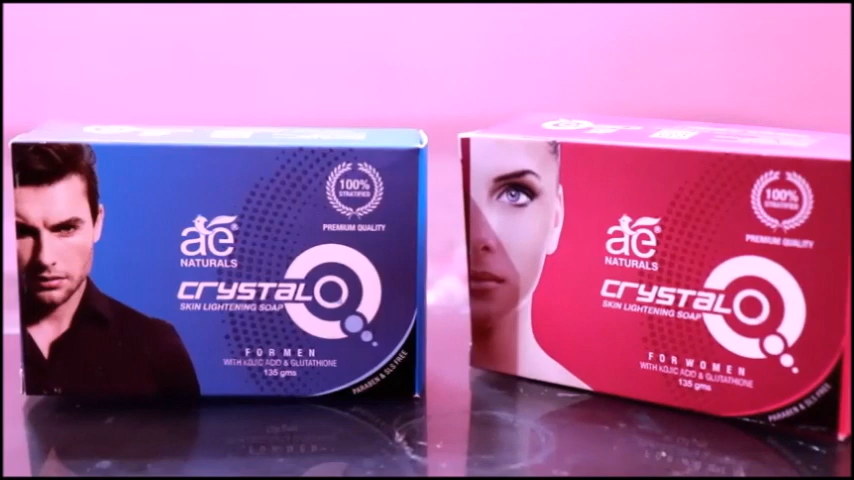 100%
STRATIFIED
PREMIUM QUALITY
ae®
NATURALS
CRYSTAL
SKIN LIGHTENING SOAP
FOR MEN
WITH KOJIC ACID & GLUTATHIONE
135 gms
PARABEN & SLS FREE
100%
STRATIFIED
PREMIUM QUALITY
ae®
NATURALS
CRYSTAL
SKIN LIGHTENING SOAP
FOR WOMEN
WITH KOJIC ACID & GLUTATHIONE
135 gms
PARABEN & SLS FREE